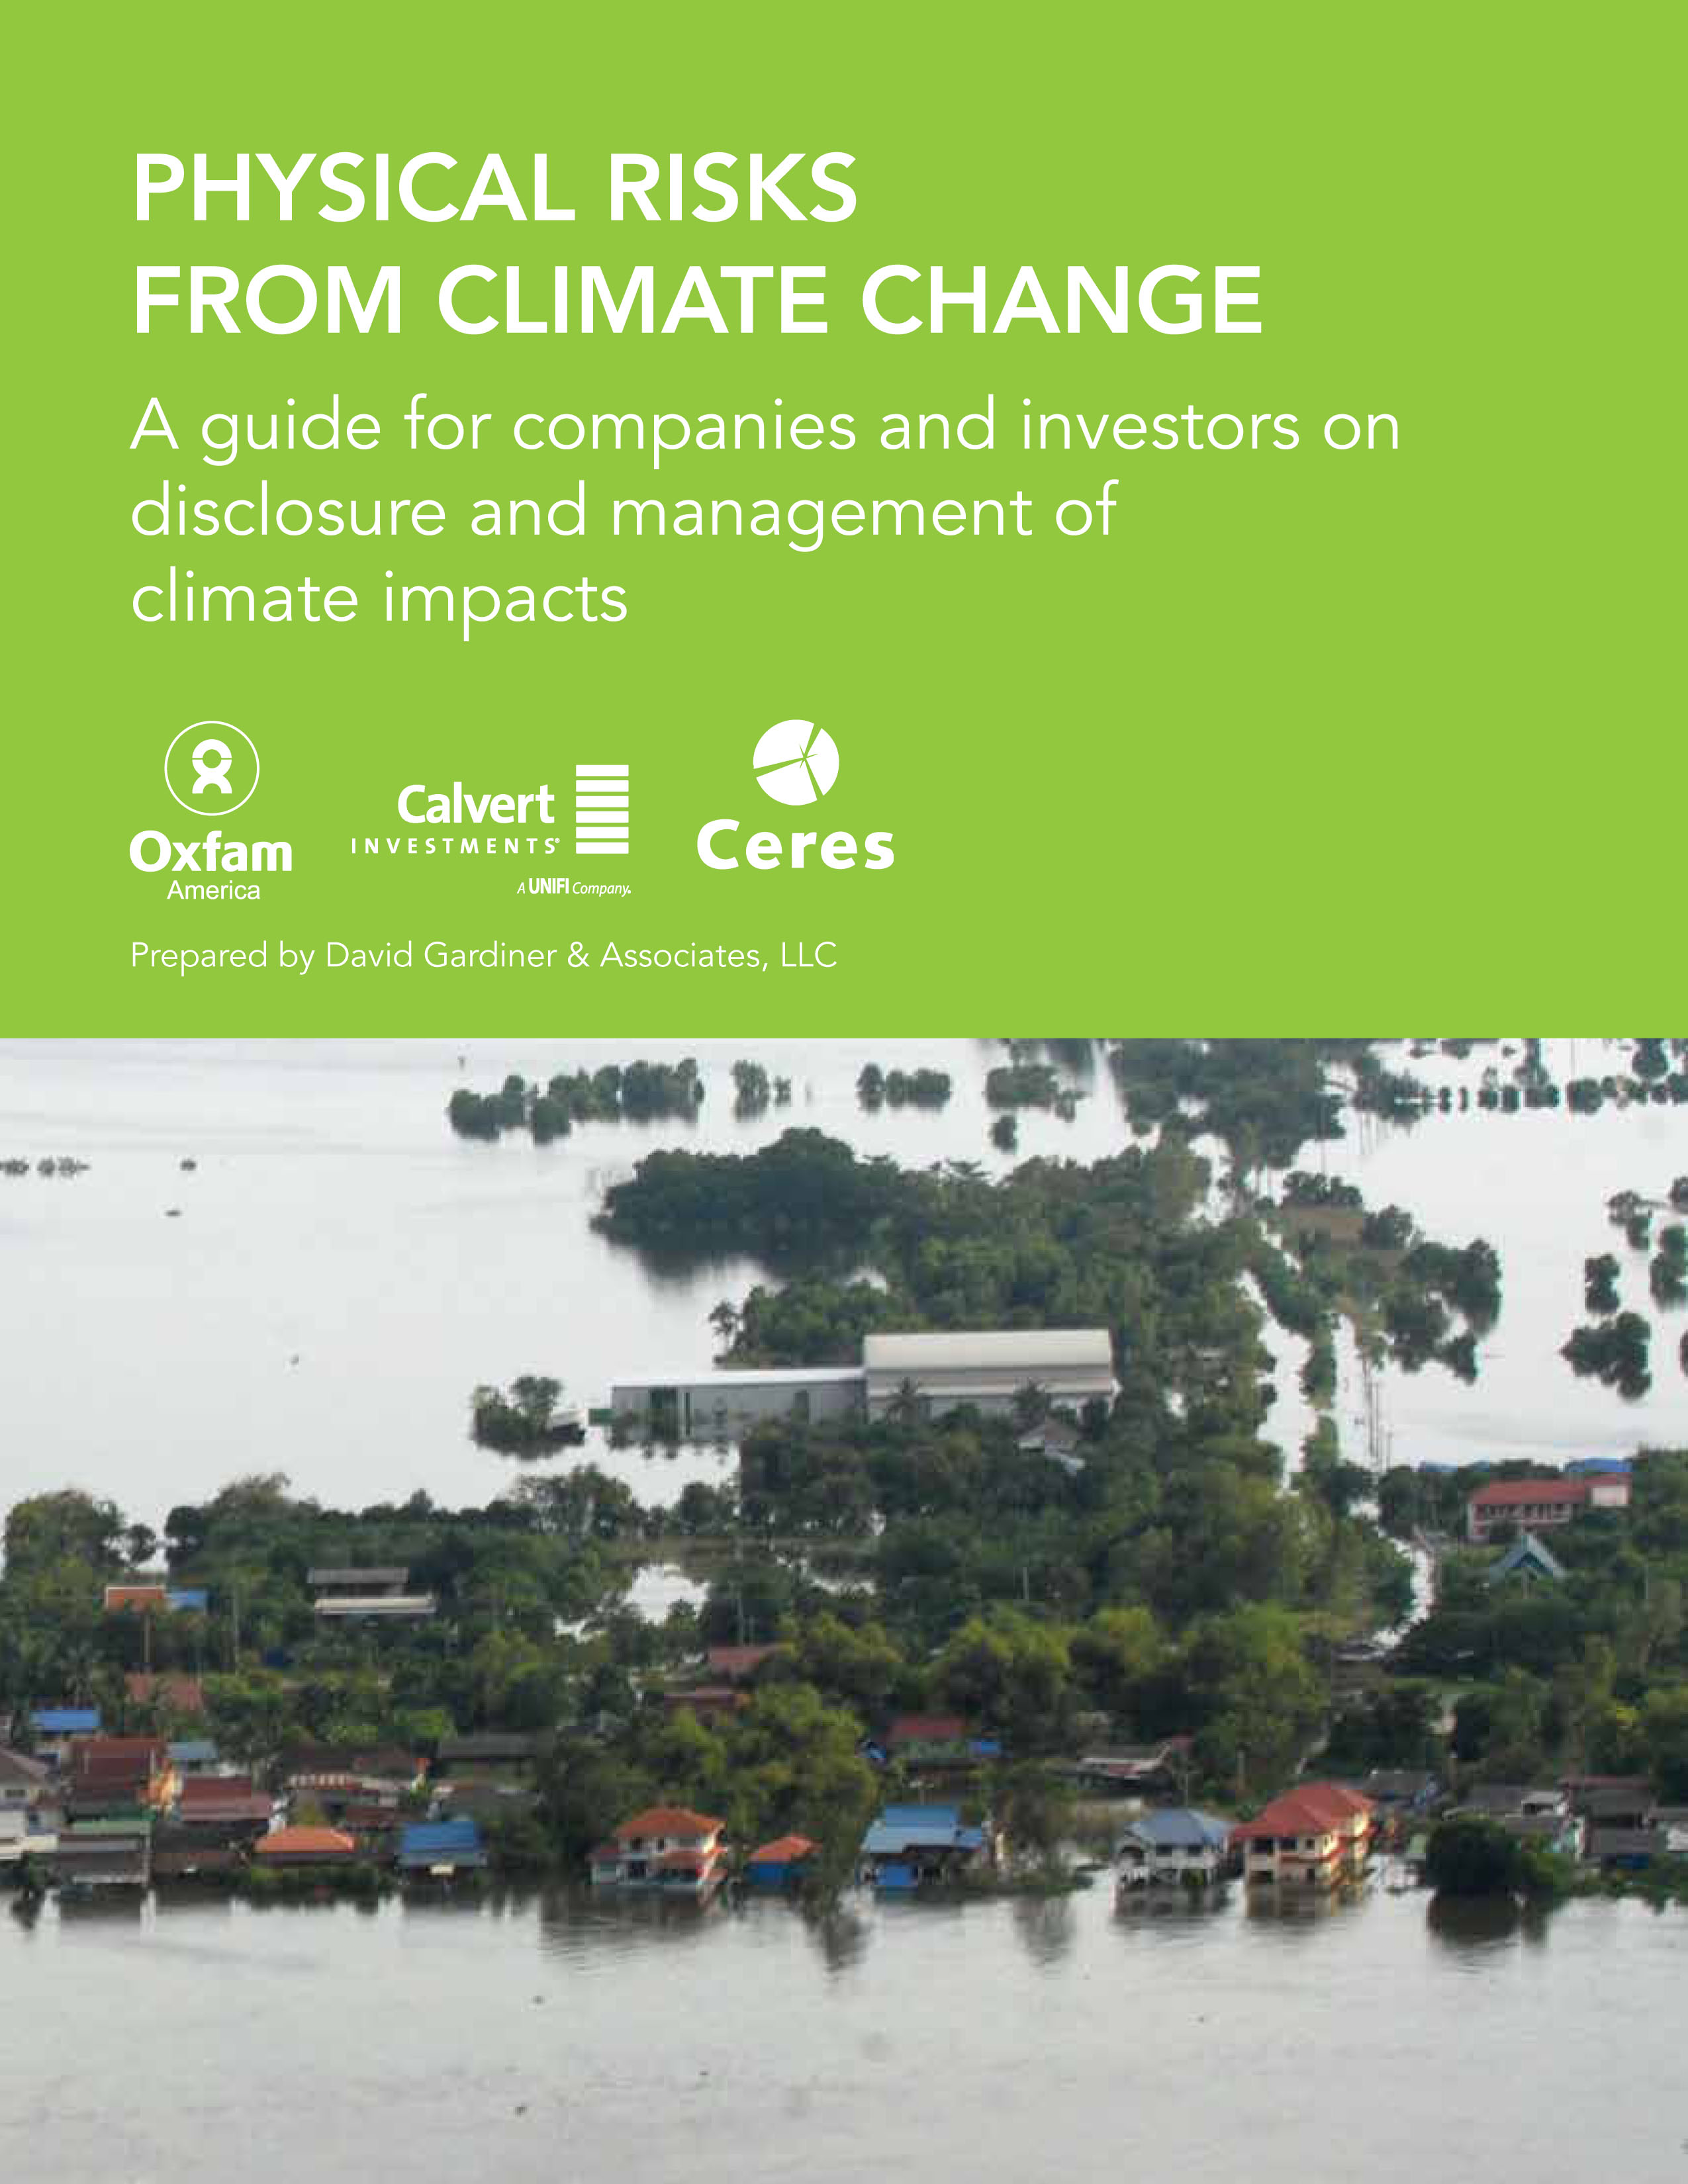 PHYSICAL RISKS
FROM CLIMATE CHANGE
A guide for companies and investors on
disclosure and management of
climate impacts
Oxfam
America
Calvert
INVESTMENTS®
A UNIFI Company.
Ceres
Prepared by David Gardiner & Associates, LLC